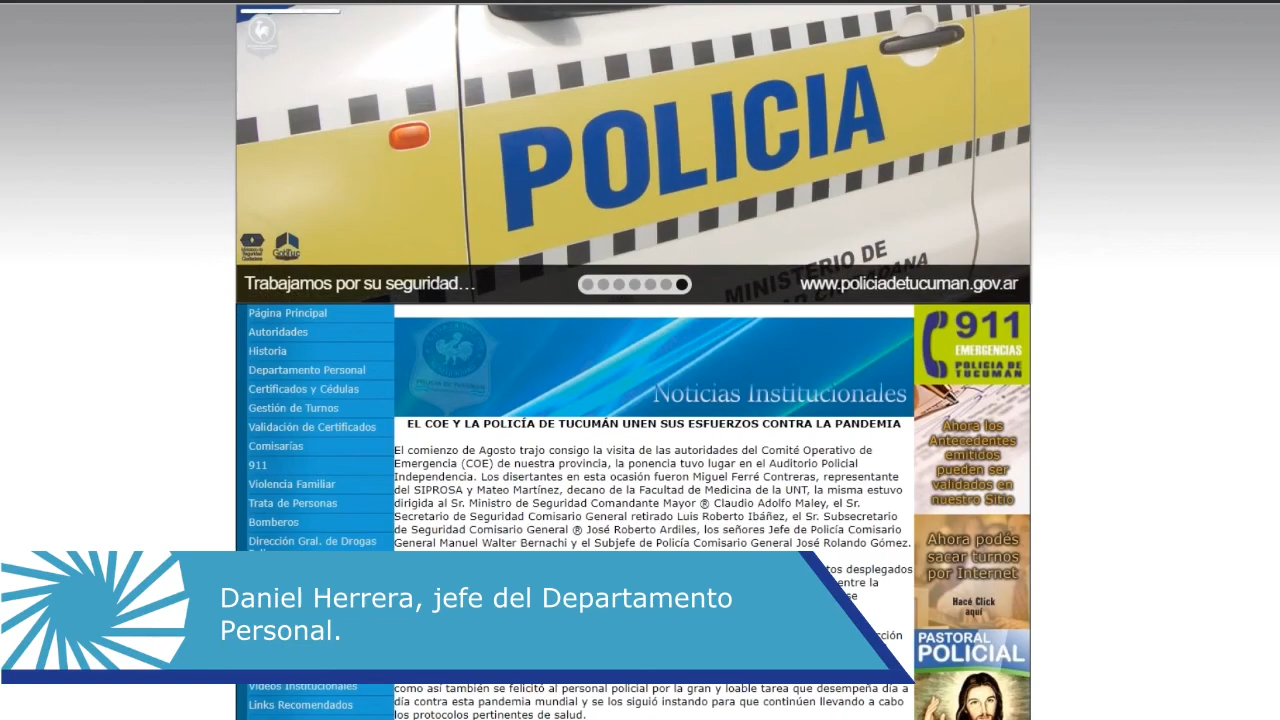 POLICIA
MINISTERIO DE
Trabajamos por su seguridad...
www.policiadetucuman.gov.ar
Página Principal
Autoridades
Historia
Departamento Personal
Certificados y Cédulas
Gestión de Turnos
Validación de Certificados
Comisarías
911
Violencia Familiar
Trata de Personas
Bomberos
Dirección Gral. de Drogas
Videos Institucionales
Links Recomendados
Noticias Institucionales
EL COE Y LA POLICÍA DE TUCUMÁN UNEN SUS ESFUERZOS CONTRA LA PANDEMIA
El comienzo de Agosto trajo consigo la visita de las autoridades del Comité Operativo de
Emergencia (COE) de nuestra provincia, la ponencia tuvo lugar en el Auditorio Policial
Independencia. Los disertantes en esta ocasión fueron Miguel Ferré Contreras, representante
del SIPROSA y Mateo Martínez, decano de la Facultad de Medicina de la UNT, la misma estuvo
dirigida al Sr. Ministro de Seguridad Comandante Mayor ® Claudio Adolfo Maley, el Sr.
Secretario de Seguridad Comisario General retirado Luis Roberto Ibáñez, el Sr. Subsecretario
de Seguridad Comisario General ® José Roberto Ardiles, los señores Jefe de Policía Comisario
General Manuel Walter Bernachi y el Subjefe de Policía Comisario General José Rolando Gómez.
desplegados
entre la
se
como así también se felicitó al personal policial por la gran y loable tarea que desempeña día a
día contra esta pandemia mundial y se los siguió instando para que continúen llevando a cabo
los protocolos pertinentes de salud.
911
EMERGENCIAS
POLICIA DE
TUCUMÁN
Ahora los
Antecedentes
emitidos
pueden ser
validados en
nuestro Sitio
Ahora podés
sacar turnos
por Internet
Hacé Click
aquí
PASTORAL
POLICIAL
Daniel Herrera, jefe del Departamento
Personal.